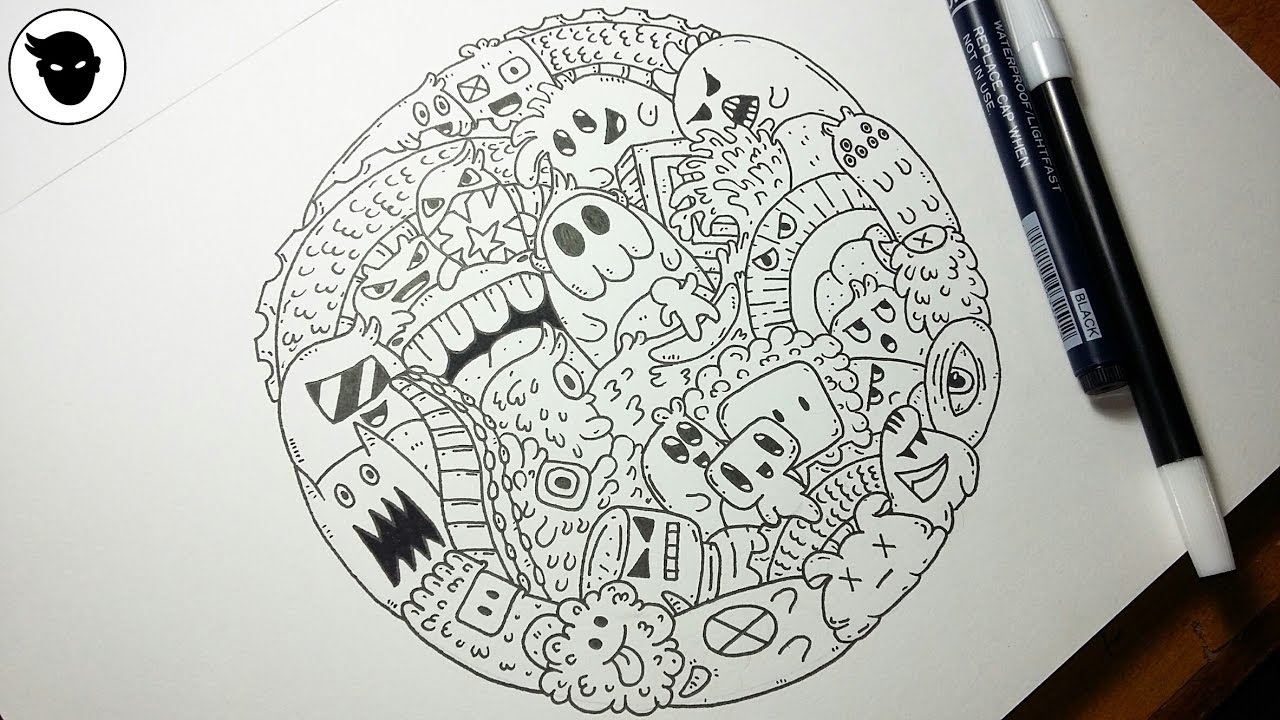 WATERPROOF/LIGHTFAST
REPLACE CAP WHEN
NOT IN USE.
BLACK